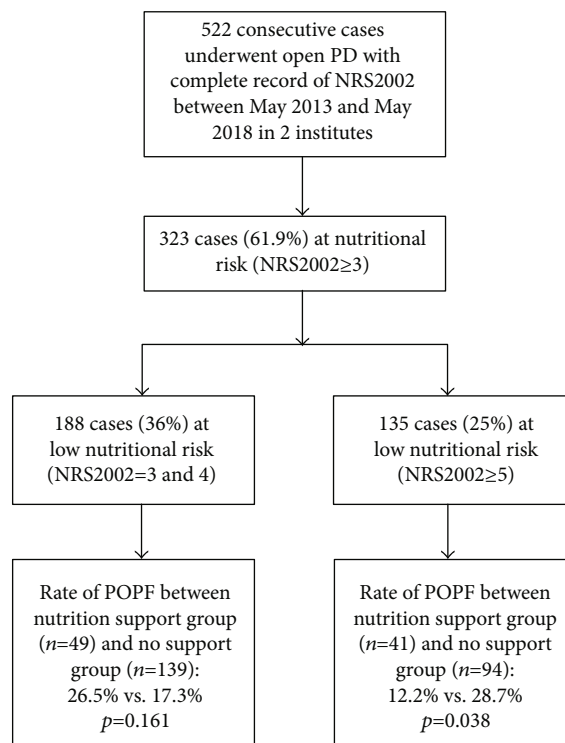 522 consecutive cases
underwent open PD with
complete record of NRS2002
between May 2013 and May
2018 in 2 institutes
323 cases (61.9%) at nutritional
risk (NRS2002≥3)
188 cases (36%) at
low nutritional risk
(NRS2002=3 and 4)
135 cases (25%) at
low nutritional risk
(NRS2002≥5)
Rate of POPF between
nutrition support group
(n=49) and no support
group (n=139):
26.5% vs. 17.3%
p=0.161
Rate of POPF between
nutrition support group
(n=41) and no support
group (n=94):
12.2% vs. 28.7%
p=0.038